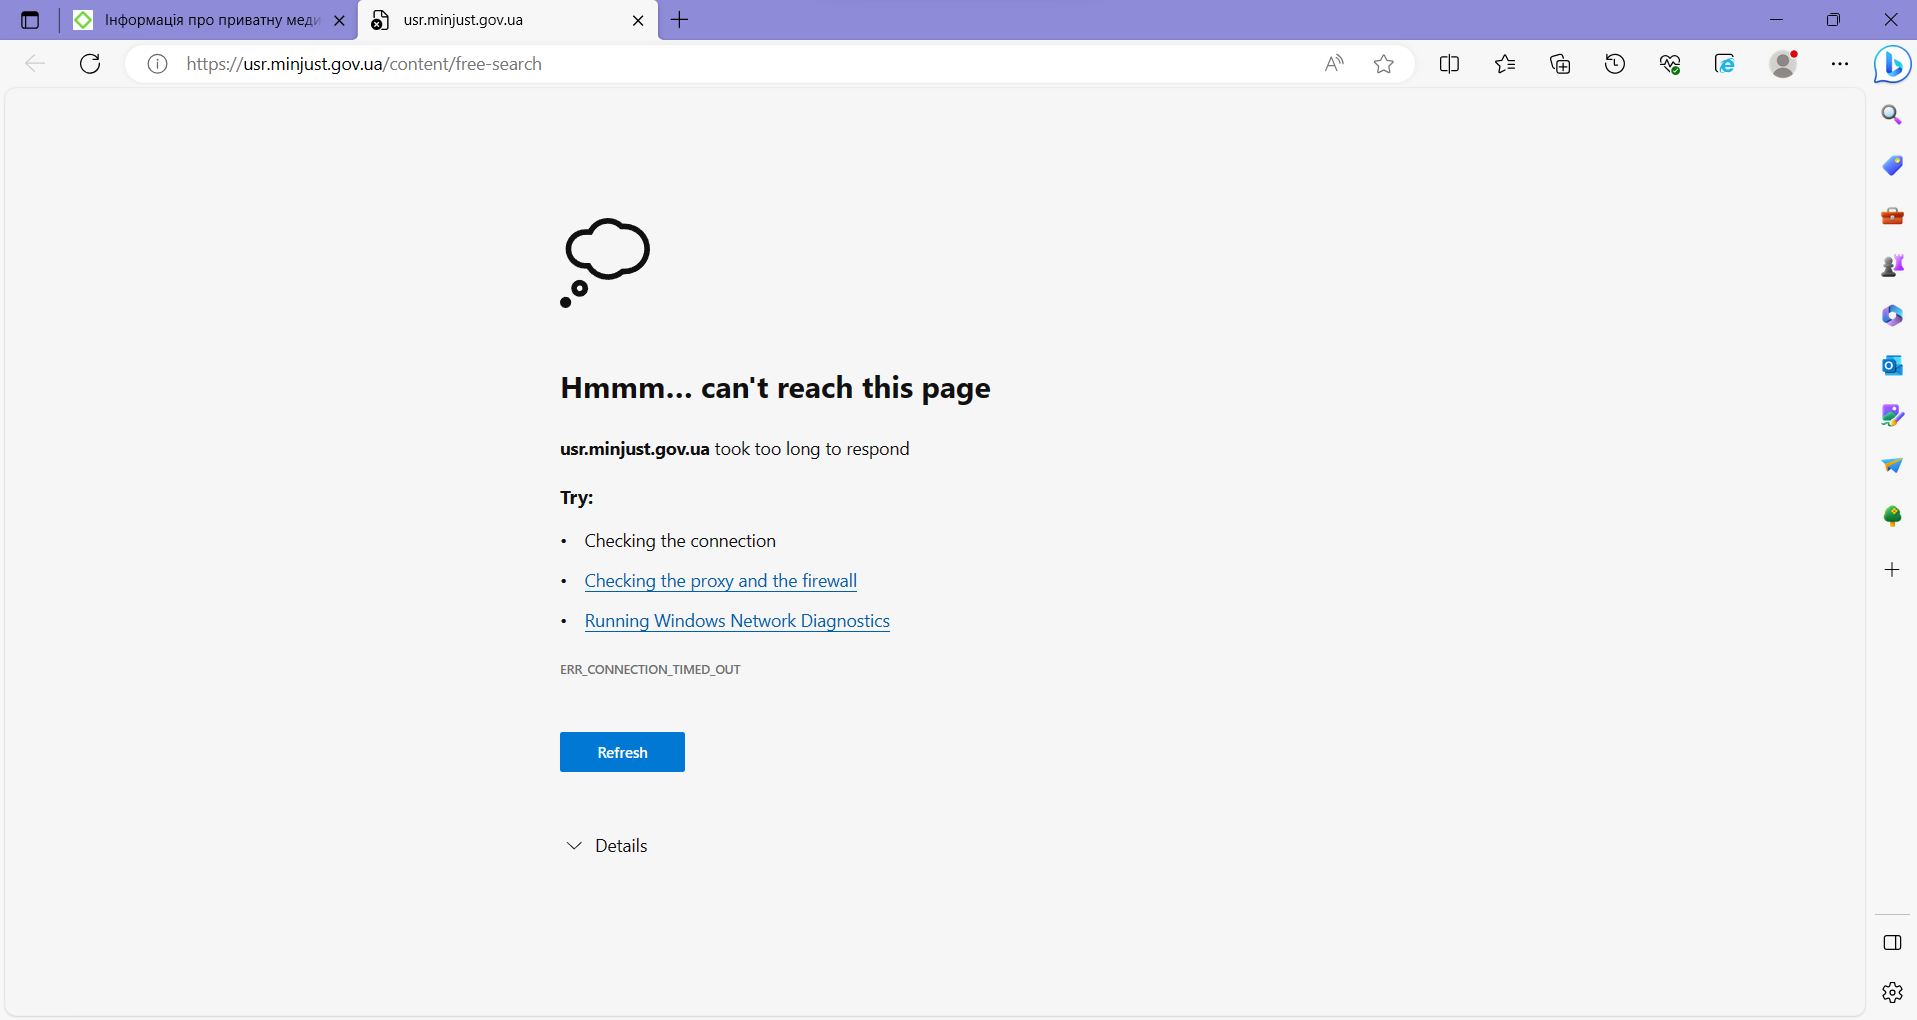 Інформація про приватну меди
usr.minjust.gov.ua
https://usr.minjust.gov.ua/content/free-search
Hmmm… can't reach this page
usr.minjust.gov.ua took too long to respond
Try:
• Checking the connection
• Checking the proxy and the firewall
• Running Windows Network Diagnostics
ERR_CONNECTION_TIMED_OUT
Refresh
Details